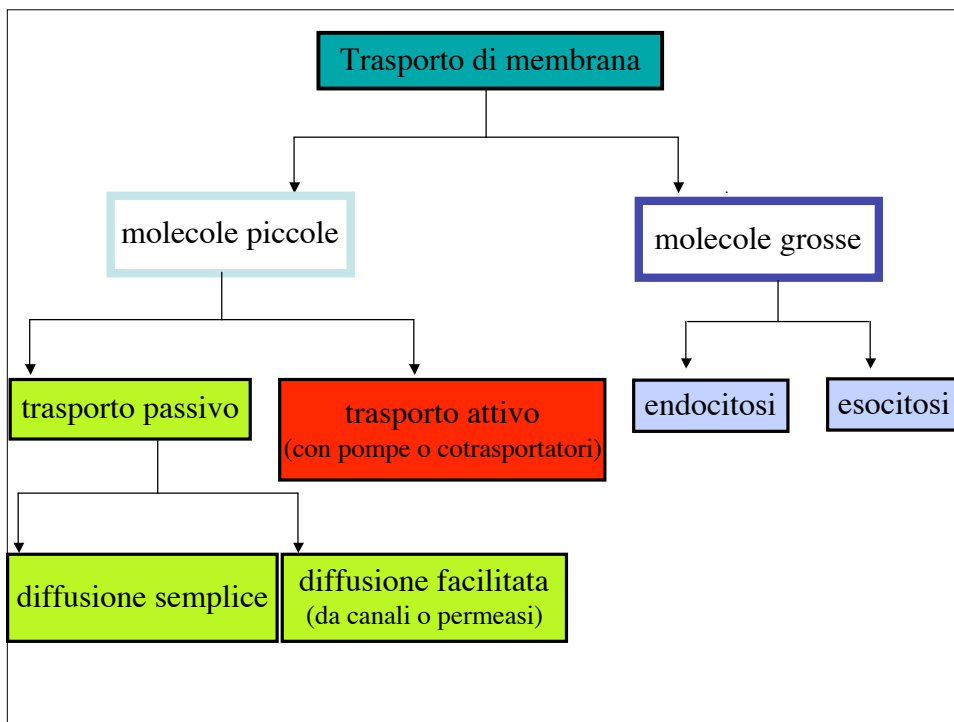 Trasporto di membrana
molecole piccole
molecole grosse
trasporto passivo
trasporto attivo
(con pompe o cotrasportatori)
endocitosi
esocitosi
diffusione semplice
diffusione facilitata
(da canali o permeasi)